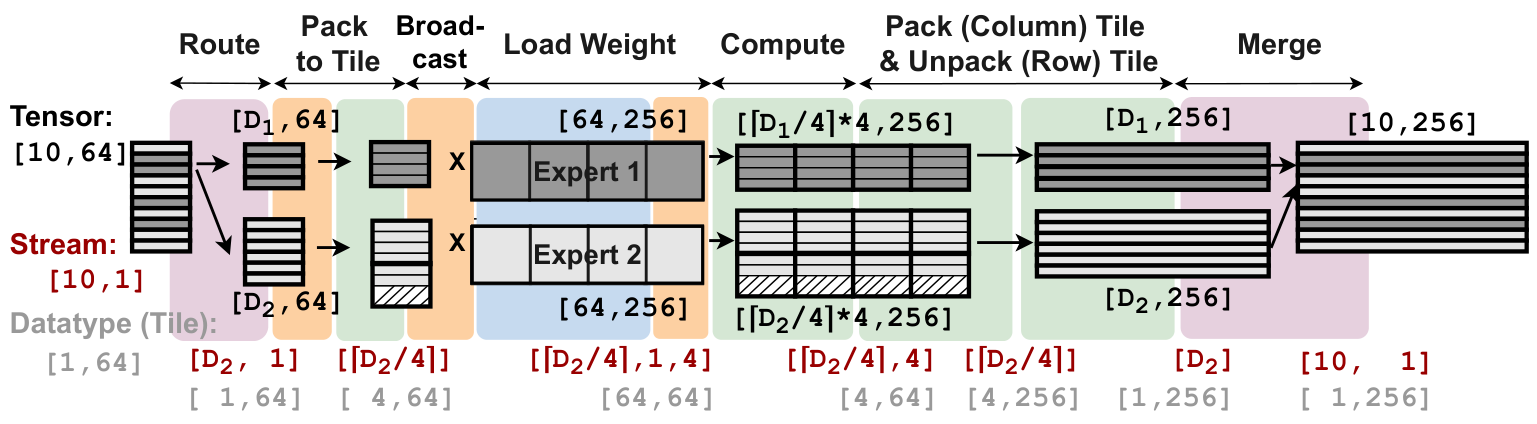 Route
Pack
to Tile
Broad-
cast
Load Weight
Compute
Pack (Column) Tile
& Unpack (Row) Tile
Merge
Tensor:
[10,64]
[D₁,64]
[64,256]
[⌈D₁/4⌉*4,256]
[D₁,256]
[10,256]
x
Expert 1
Stream:
[10,1]
x
Expert 2
[D₂,64]
[64,256]
[⌈D₂/4⌉*4,256]
[D₂,256]
Datatype (Tile):
[1,64]
[D₂, 1]
[⌈D₂/4⌉]
[⌈D₂/4⌉,1,4]
[⌈D₂/4⌉,4]
[⌈D₂/4⌉]
[D₂]
[10, 1]
[ 1,64]
[ 4,64]
[64,64]
[4,64]
[4,256]
[1,256]
[ 1,256]